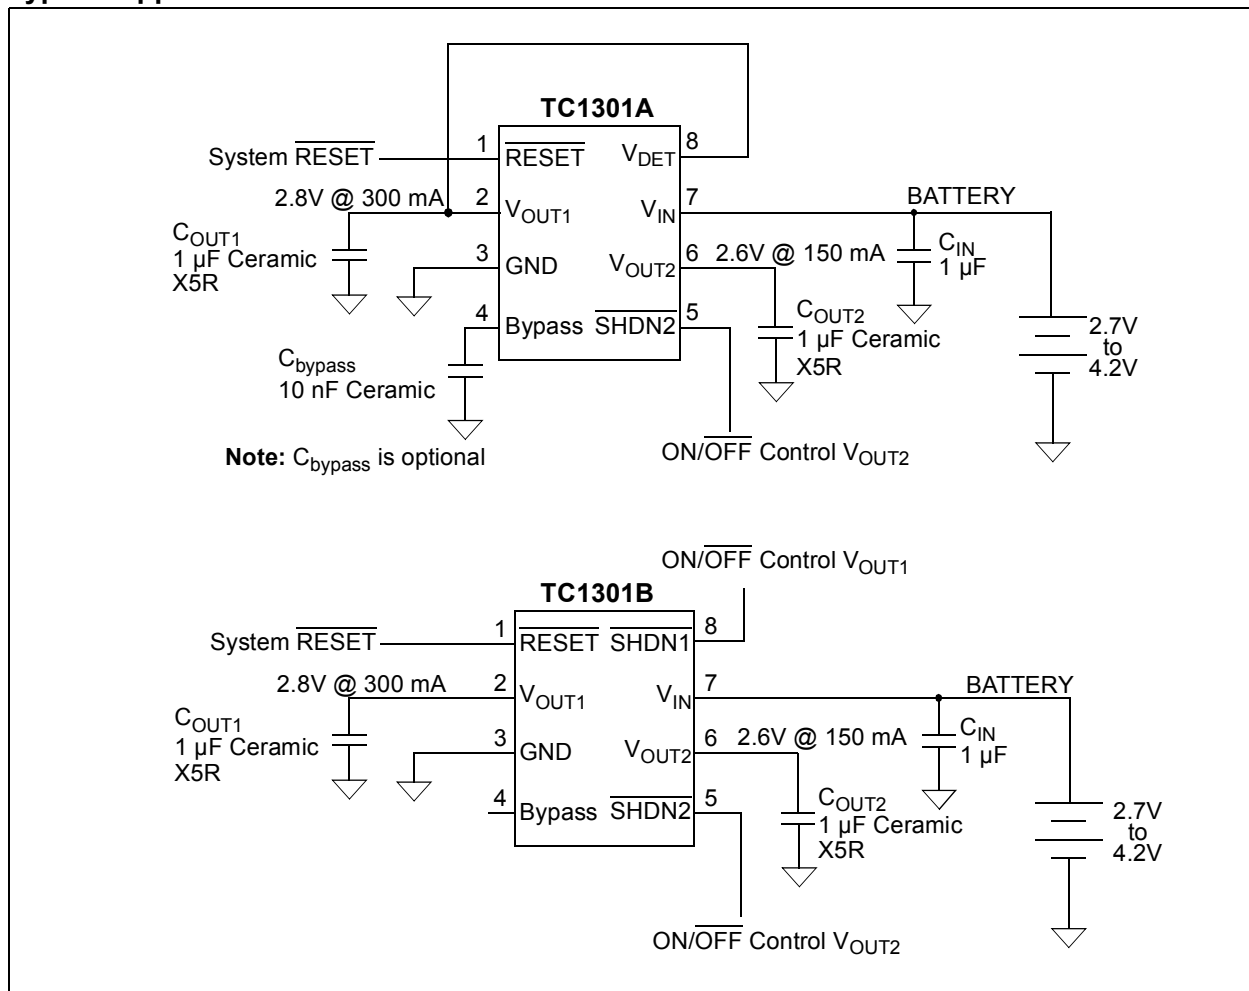 TC1301A
System RESET
1
RESET
VDET
8
2.8V @ 300 mA
2
VOUT1
VIN
7
BATTERY
COUT1
1 µF Ceramic
X5R
3
GND
VOUT2
6
2.6V @ 150 mA
CIN
1 µF
4
Bypass
SHDN2
5
COUT2
1 µF Ceramic
X5R
2.7V
to
4.2V
Cbypass
10 nF Ceramic
Note: Cbypass is optional
ON/OFF Control VOUT2
ON/OFF Control VOUT1
TC1301B
System RESET
1
RESET
SHDN1
8
2.8V @ 300 mA
2
VOUT1
VIN
7
BATTERY
COUT1
1 µF Ceramic
X5R
3
GND
VOUT2
6
2.6V @ 150 mA
CIN
1 µF
4
Bypass
SHDN2
5
COUT2
1 µF Ceramic
X5R
2.7V
to
4.2V
ON/OFF Control VOUT2